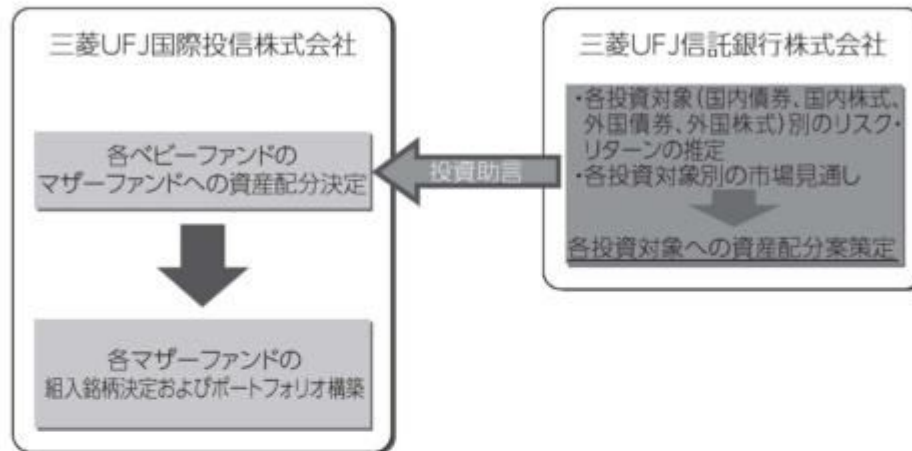 三菱UFJ国際投信株式会社
各ベビーファンドの
マザーファンドへの資産配分決定
各マザーファンドの
組入銘柄決定およびポートフォリオ構築
投資助言
三菱UFJ信託銀行株式会社
・各投資対象(国内債券、国内株式、
外国債券、外国株式)別のリスク・
リターンの推定
・各投資対象別の市場見通し
各投資対象への資産配分案策定